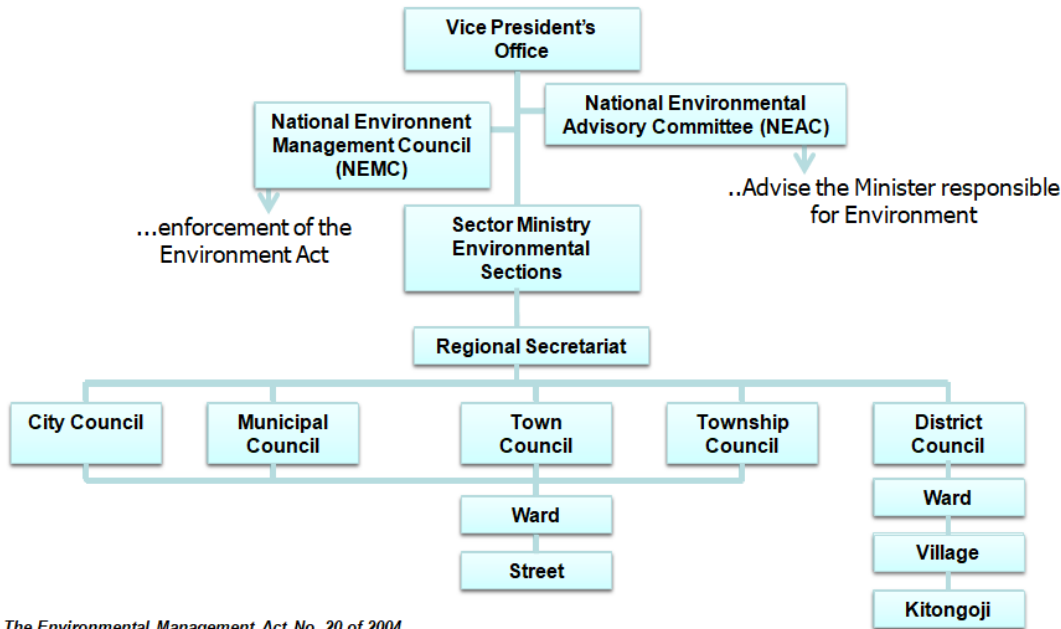 Vice President's
Office
National Environmental
Advisory Committee (NEAC)
National Environnent
Management Council
(NEMC)
..Advise the Minister responsible
for Environment
...enforcement of the
Environment Act
Sector Ministry
Environmental
Sections
Regional Secretariat
City Council
Municipal
Council
Town
Council
Township
Council
District
Council
Ward
Street
Ward
Village
Kitongoji
The Environmental Management Act No. 20 of 2004